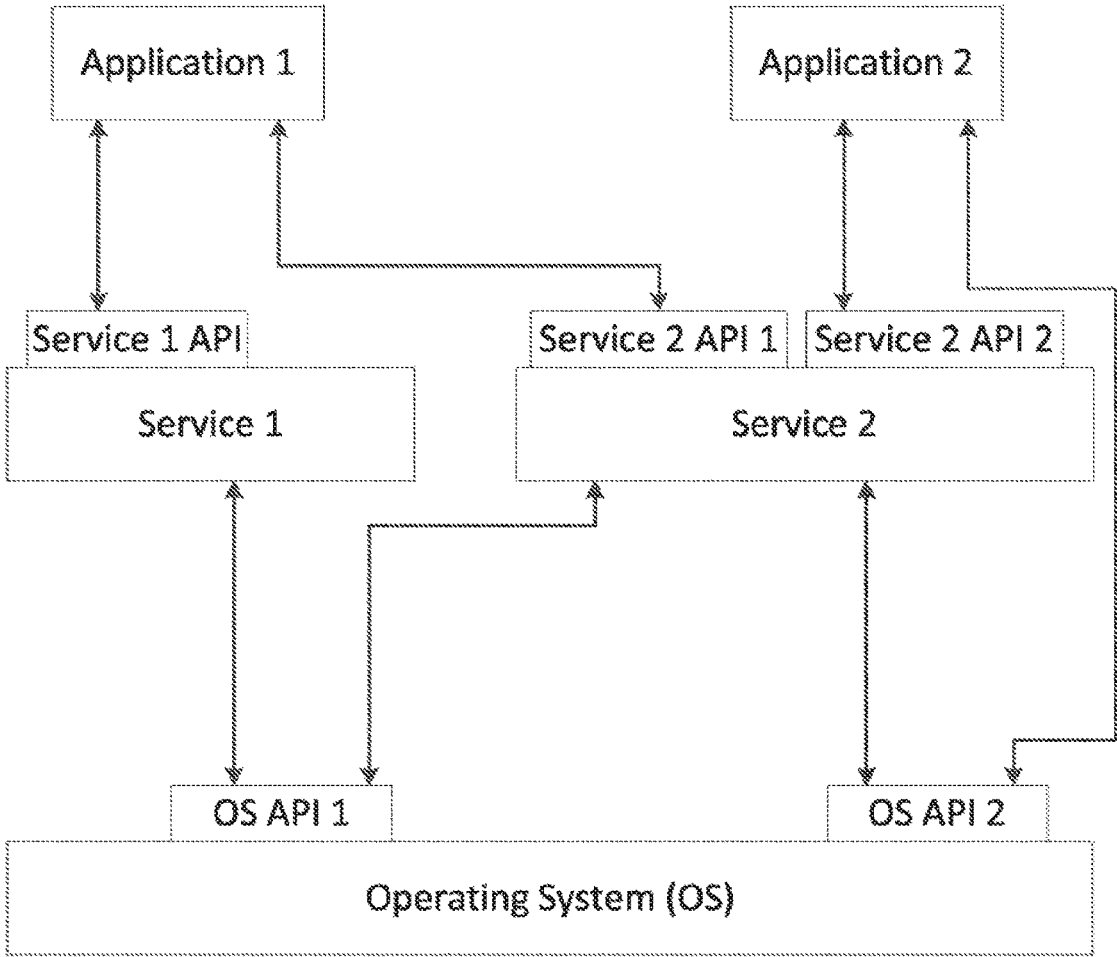 Application 1
Application 2
Service 1 API
Service 2 API 1
Service 2 API 2
Service 1
Service 2
OS API 1
OS API 2
Operating System (OS)